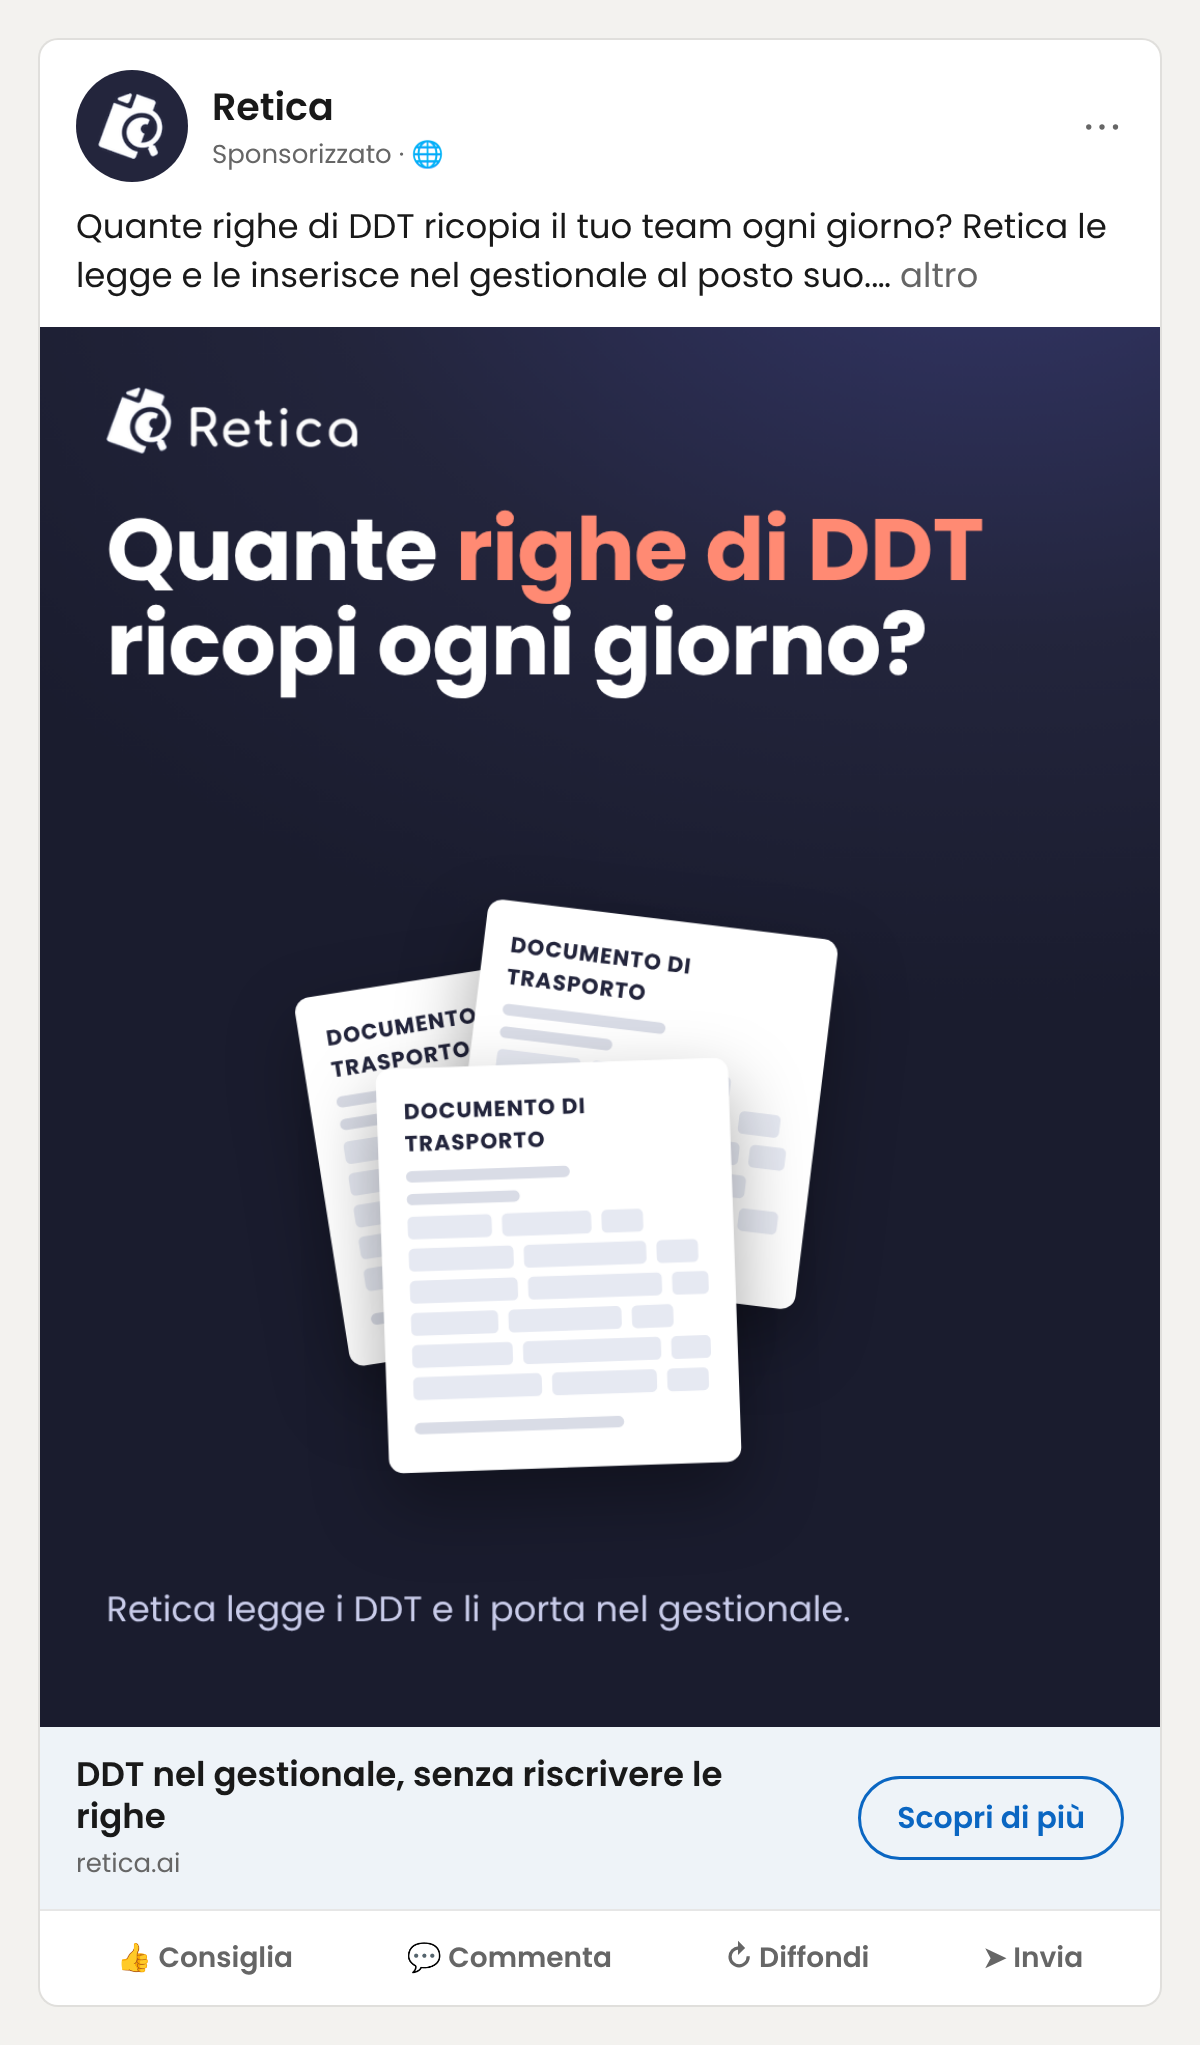 Retica
Sponsorizzato ·
Quante righe di DDT ricopia il tuo team ogni giorno? Retica le
legge e le inserisce nel gestionale al posto suo.... altro
Retica
Quante righe di DDT
ricopi ogni giorno?
DOCUMENTO DI
TRASPORTO
DOCUMENTO
TRASPORTO
DOCUMENTO DI
TRASPORTO
Retica legge i DDT e li porta nel gestionale.
DDT nel gestionale, senza riscrivere le
righe
retica.ai
Scopri di più
Consiglia
Commenta
Diffondi
Invia